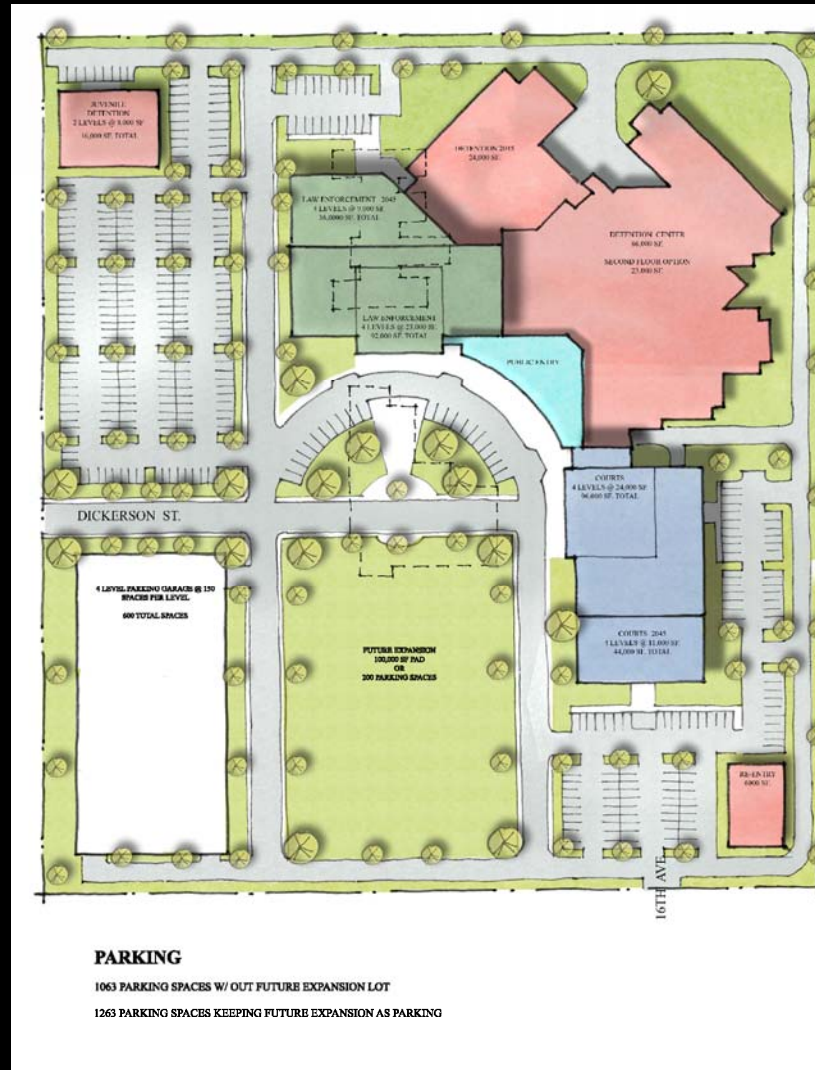 JUVENILE
DETENTION
2 LEVELS @ 8,000 SF
16,000 SF. TOTAL
DETENTION 2045
24,000 SF.
LAW ENFORCEMENT 2045
4 LEVELS @ 9,000 SF.
SF. TOTAL
DETENTION CENTER
66,000 SF.
SECOND FLOOR OPTION
23,000 SF.
LAW ENFORCEMENT
4 LEVELS @ 23,000 SF.
92,000 SF. TOTAL
PUBLIC ENTRY
COURTS
4 LEVELS @ 24,000 SF
96,000 SF. TOTAL
DICKERSON ST.
4 LEVEL PARKING GARAGE @ 150
SPACES PER LEVEL
600 TOTAL SPACES
FUTURE EXPANSION
100,000 SF PAD
OR
200 PARKING SPACES
COURTS 2045
4 LEVELS @ 11,000 SF.
44,000 SF. TOTAL
RE-ENTRY
SF.
16TH AVE.
PARKING
1063 PARKING SPACES W/ OUT FUTURE EXPANSION LOT
1263 PARKING SPACES KEEPING FUTURE EXPANSION AS PARKING